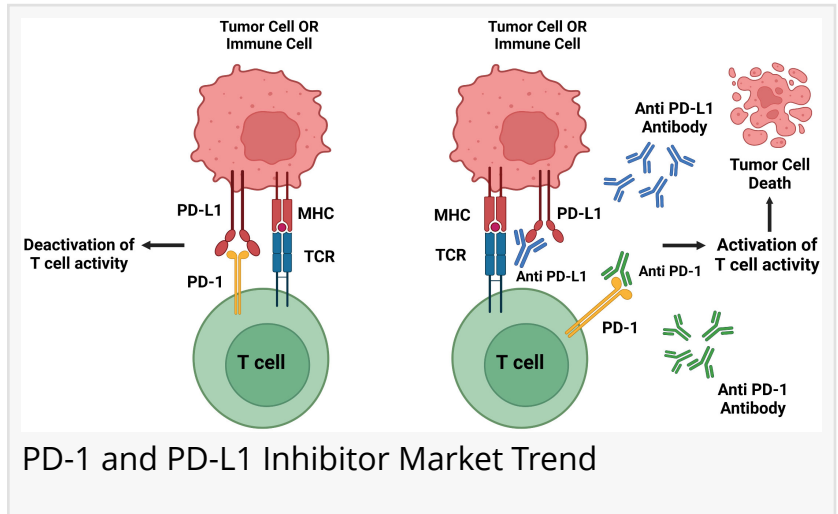 Tumor Cell OR
Immune Cell
PD-L1
MHC
TCR
Deactivation of
T cell activity
PD-1
T cell
Tumor Cell OR
Immune Cell
Anti PD-L1
Antibody
Tumor Cell
Death
MHC
PD-L1
TCR
Anti PD-L1
Anti PD-1
Activation of
T cell activity
PD-1
T cell
Anti PD-1
Antibody
PD-1 and PD-L1 Inhibitor Market Trend